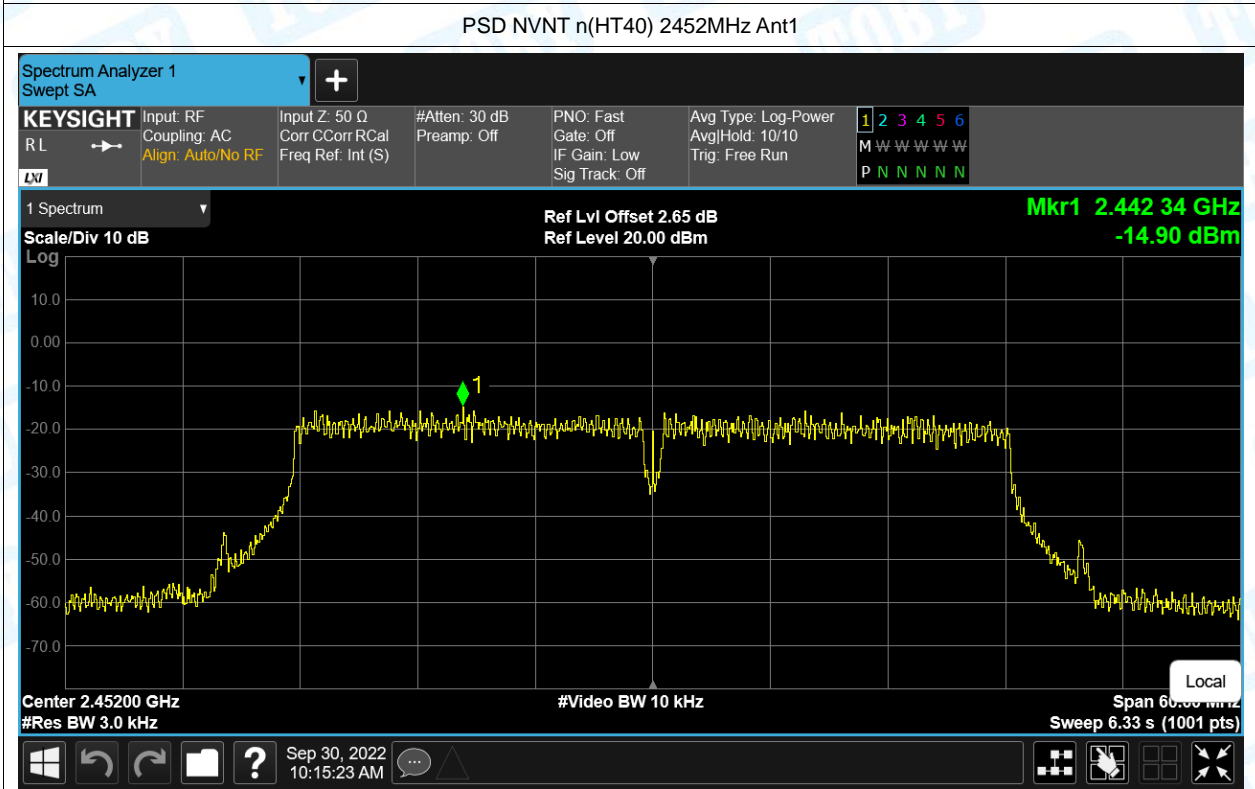 PSD NVNT n(HT40) 2452MHz Ant1
Spectrum Analyzer 1
Swept SA
KEYSIGHT
RL
LXI
Input: RF
Coupling: AC
Align: Auto/No RF
Input Z: 50 Ω
Corr CCorr RCal
Freq Ref: Int (S)
#Atten: 30 dB
Preamp: Off
PNO: Fast
Gate: Off
IF Gain: Low
Sig Track: Off
Avg Type: Log-Power
Avg|Hold: 10/10
Trig: Free Run
1 2 3 4 5 6
M W W W W W
P N N N N N
1 Spectrum
Scale/Div 10 dB
Log
Ref Lvl Offset 2.65 dB
Ref Level 20.00 dBm
Mkr1 2.442 34 GHz
-14.90 dBm
10.0
0.00
-10.0
-20.0
-30.0
-40.0
-50.0
-60.0
-70.0
1
Local
Center 2.45200 GHz
#Video BW 10 kHz
Span 60.00 MHz
#Res BW 3.0 kHz
Sweep 6.33 s (1001 pts)
?
Sep 30, 2022
10:15:23 AM